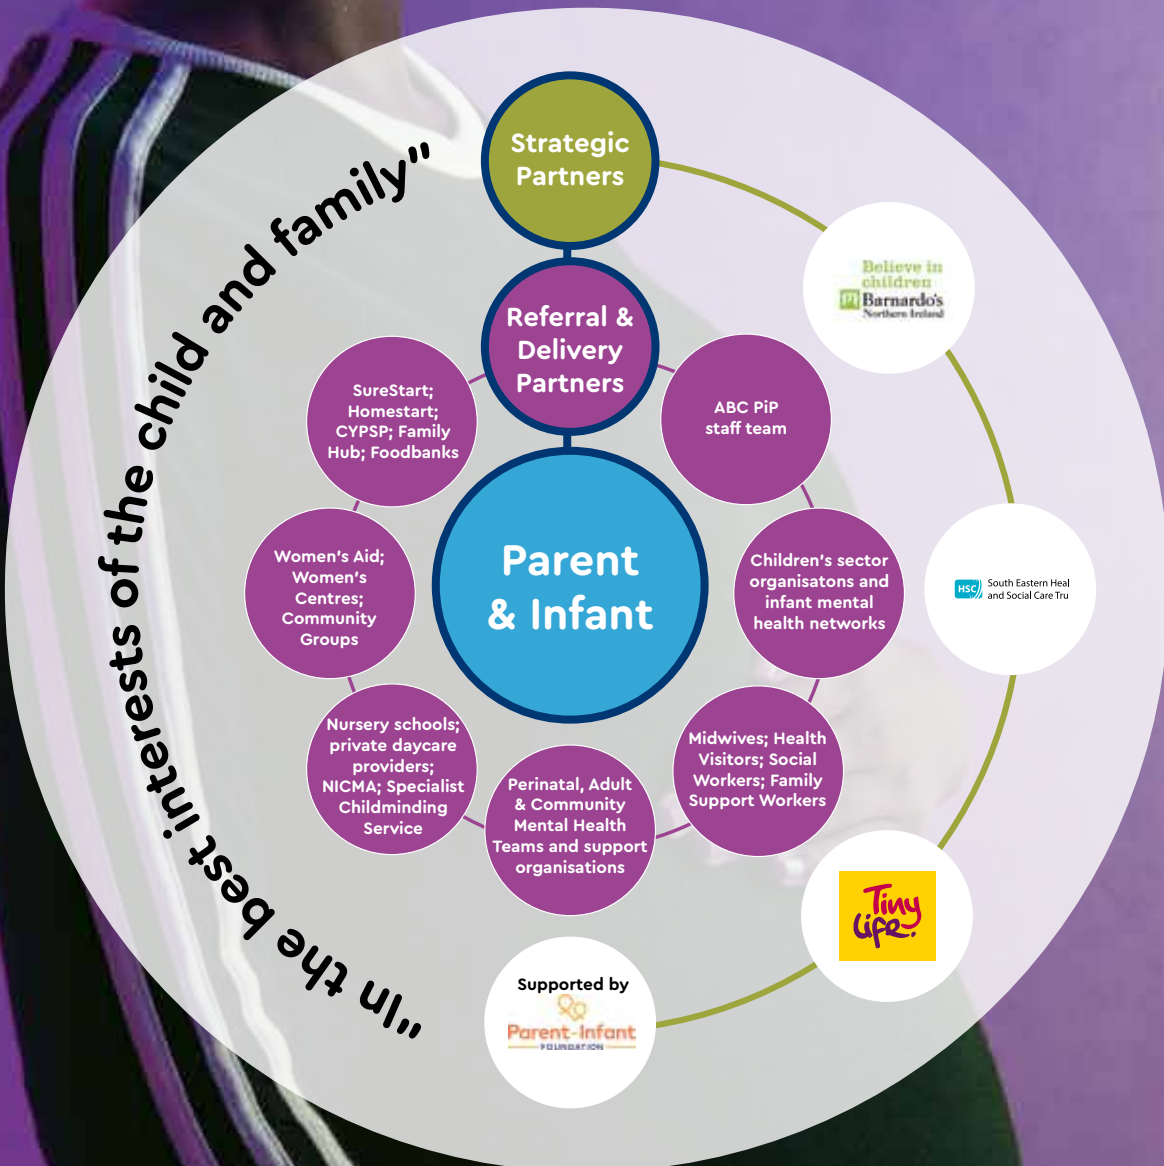 "In the best interests of the child and family"
Strategic
Partners
Referral &
Delivery
Partners
Parent
& Infant
ABC PiP
staff team
Children's sector
organisatons and
infant mental
health networks
Midwives; Health
Visitors; Social
Workers; Family
Support Workers
Perinatal, Adult
& Community
Mental Health
Teams and support
organisations
Nursery schools;
private daycare
providers;
NICMA; Specialist
Childminding
Service
Women's Aid;
Women's
Centres;
Community
Groups
SureStart;
Homestart;
CYPSP; Family
Hub; Foodbanks
Believe in
children
Barnardo's
Northern Ireland
HSC
South Eastern Heal
and Social Care Tru
Tiny
Life.
Supported by
Parent-Infant
FOUNDATION